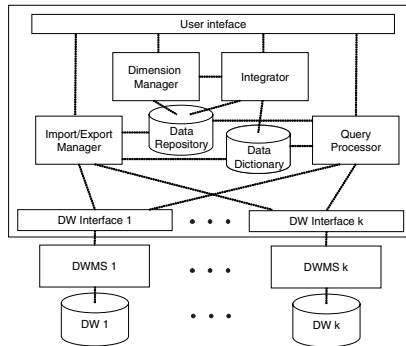 User inteface
Dimension
Manager
Integrator
Import/Export
Manager
Data
Repository
Data
Dictionary
Query
Processor
DW Interface 1
• • •
DW Interface k
DWMS 1
• • •
DWMS k
DW 1
• • •
DW k